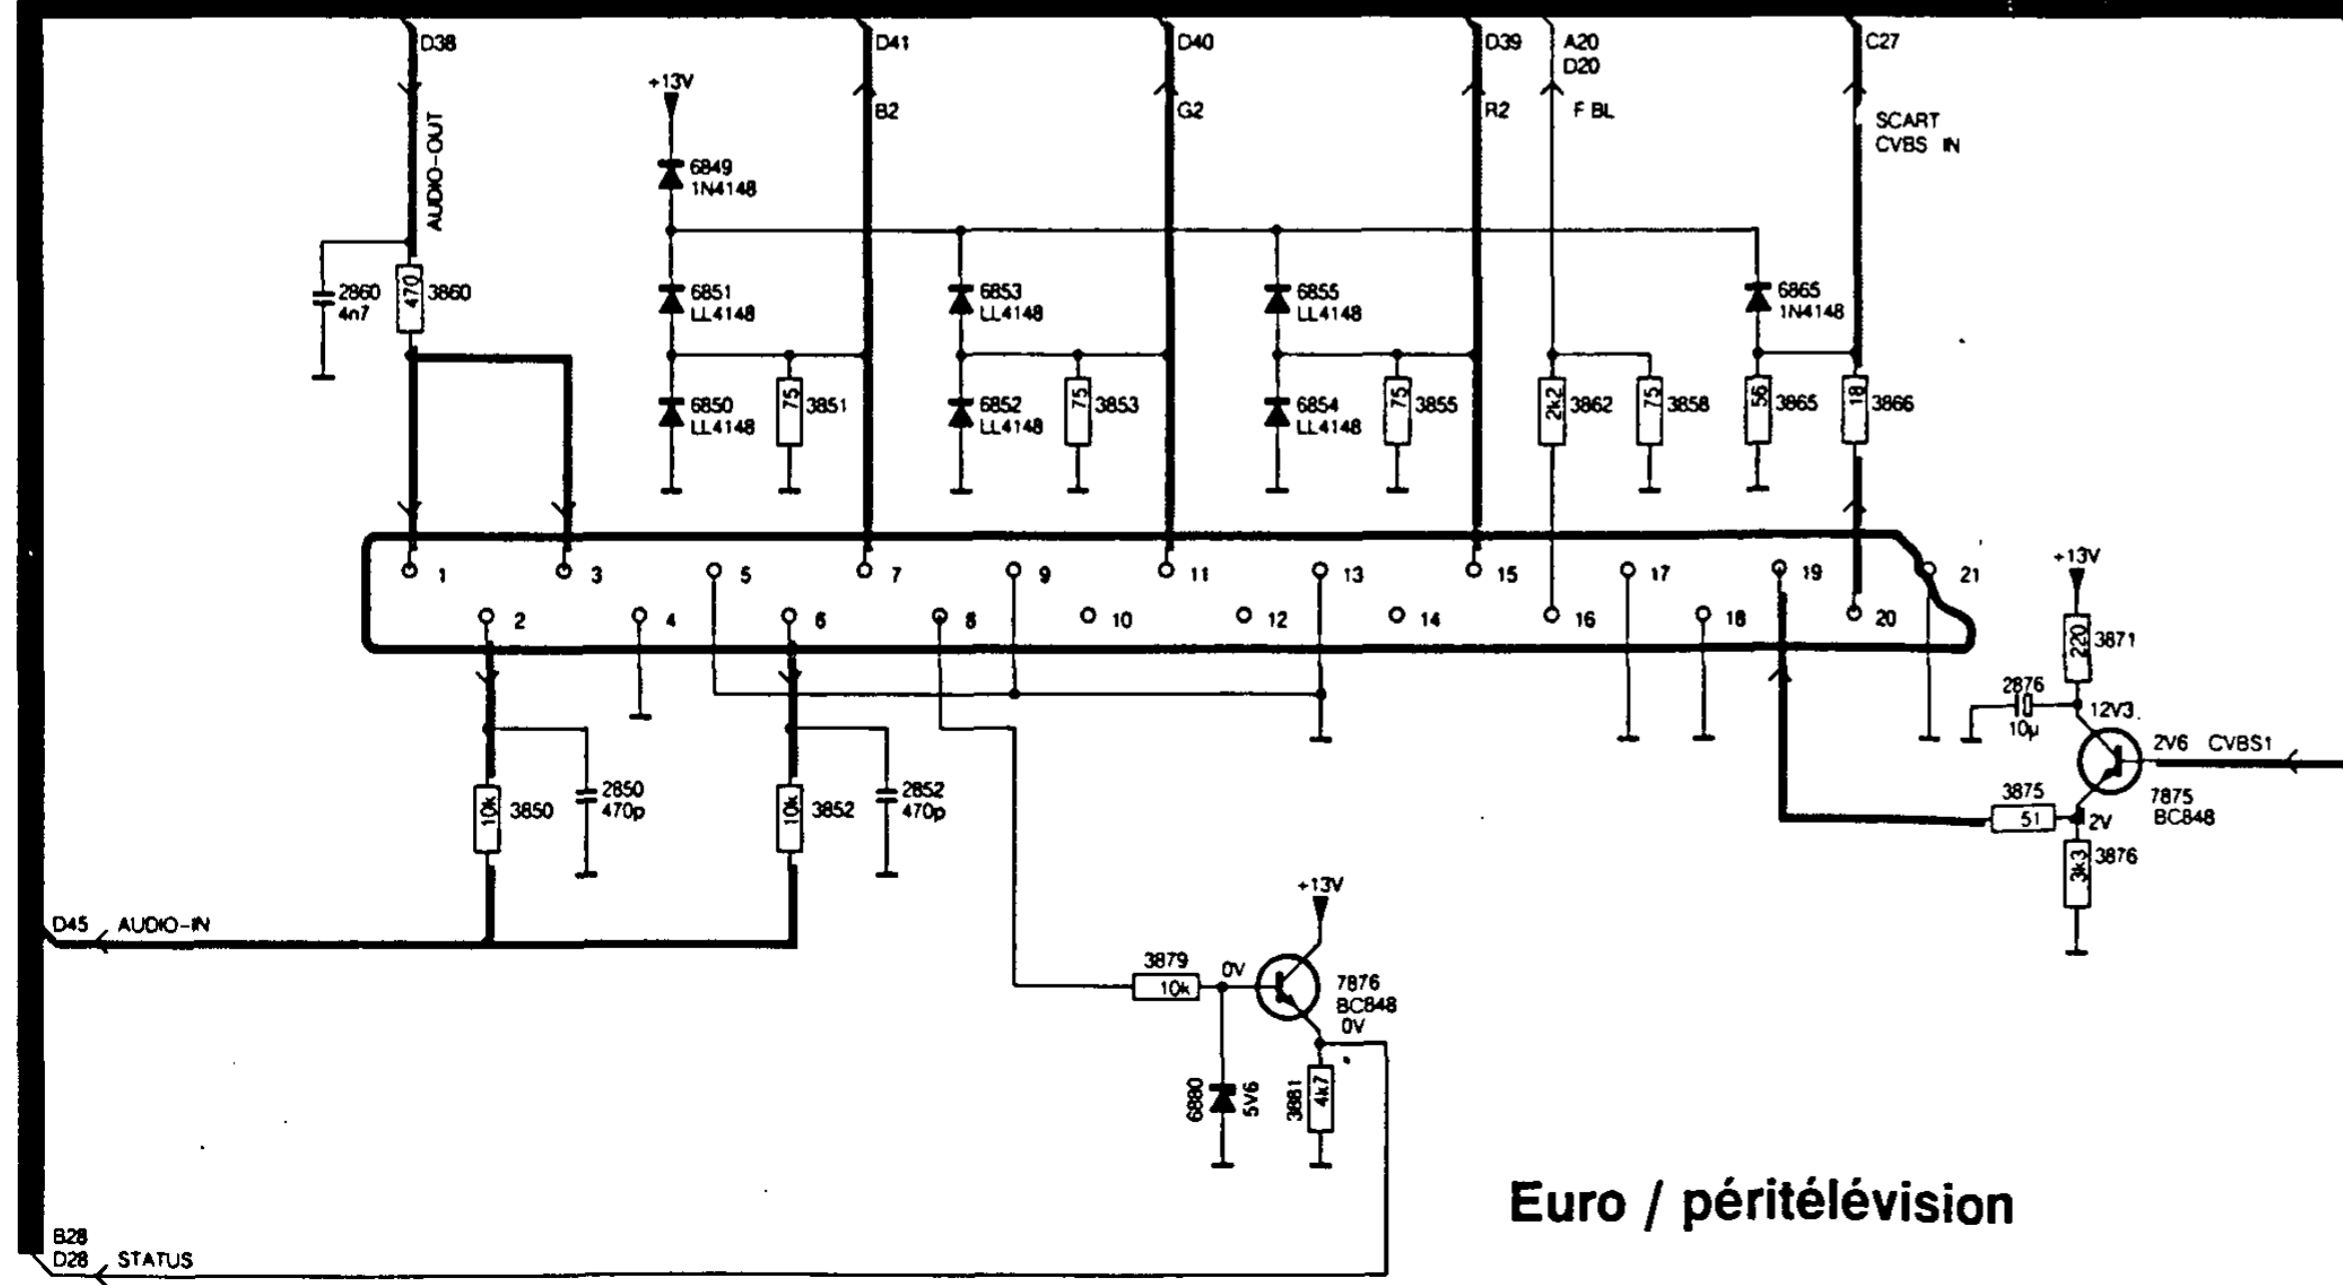 D38
D41
D40
D39
A20
D20
C27
+13V
B2
G2
R2
F BL
SCART
CVBS IN
AUDIO-OUT
6849
1N4148
2860
4n7
470
3860
6851
LL4148
6853
LL4148
6855
LL4148
6865
1N4148
6850
LL4148
75
3851
6852
LL4148
75
3853
6854
LL4148
75
3855
2k2
3862
75
3858
56
3865
18
3866
1
3
5
7
9
11
13
15
17
19
21
2
4
6
8
10
12
14
16
18
20
+13V
220
3871
2876
10µ
12V3
2V6
CVBS1
7875
BC848
3875
51
2V
3k3
3876
10k
3850
2850
470p
10k
3852
2852
470p
D45
AUDIO-IN
+13V
3879
10k
0V
7876
BC848
0V
6880
5V6
3881
4k7
Euro / péritélévision
B28
D28
STATUS